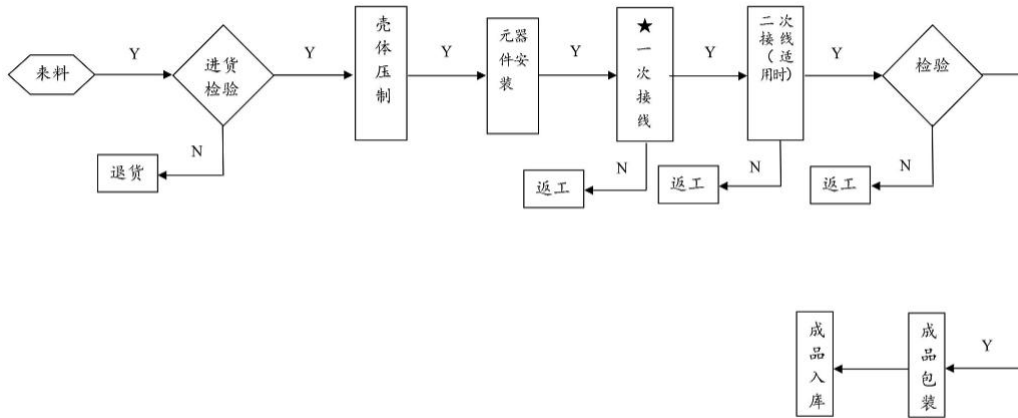 来料
Y
进货
检验
Y
N
退货
壳体压制
Y
元器
件安
装
Y
★一次接线
Y
N
返工
二次
接线
（适
用时）
Y
N
返工
检验
N
返工
Y
成品包装
成品入库